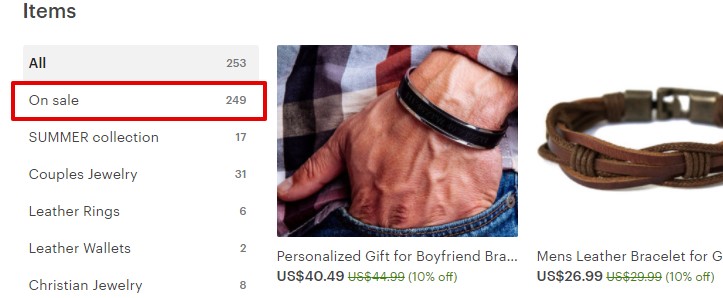 Items
All 253
On sale 249
SUMMER collection 17
Couples Jewelry 31
Leather Rings 6
Leather Wallets 2
Christian Jewelry 8
Personalized Gift for Boyfriend Bra...
US$40.49 US$44.99 (10% off)
Mens Leather Bracelet for G
US$26.99 US$29.99 (10% off)